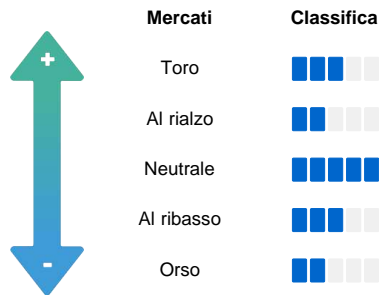 Mercati Classifica
+
Toro
Al rialzo
Neutrale
Al ribasso
Orso
-